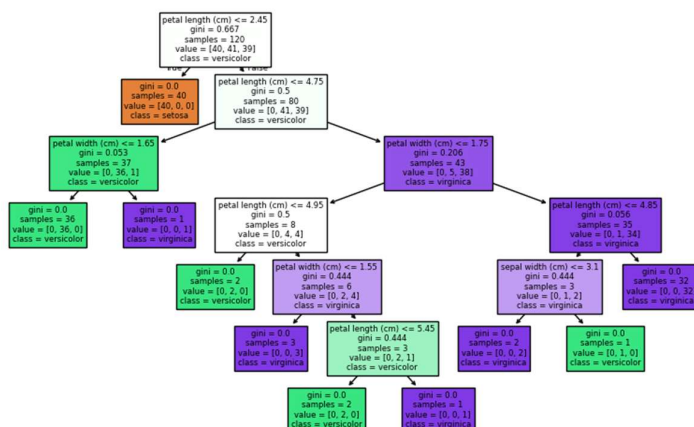 petal length (cm) <= 2.45
gini = 0.667
samples = 120
value = [40, 41, 39]
class = versicolor
gini = 0.0
samples = 40
value = [40, 0, 0]
class = setosa
petal length (cm) <= 4.75
gini = 0.5
samples = 80
value = [0, 41, 39]
class = versicolor
petal width (cm) <= 1.65
gini = 0.053
samples = 37
value = [0, 36, 1]
class = versicolor
petal width (cm) <= 1.75
gini = 0.206
samples = 43
value = [0, 5, 38]
class = virginica
gini = 0.0
samples = 36
value = [0, 36, 0]
class = versicolor
gini = 0.0
samples = 1
value = [0, 0, 1]
class = virginica
petal length (cm) <= 4.95
gini = 0.5
samples = 8
value = [0, 4, 4]
class = versicolor
petal length (cm) <= 4.85
gini = 0.056
samples = 35
value = [0, 1, 34]
class = virginica
gini = 0.0
samples = 2
value = [0, 2, 0]
class = versicolor
petal width (cm) <= 1.55
gini = 0.444
samples = 6
value = [0, 2, 4]
class = virginica
sepal width (cm) <= 3.1
gini = 0.444
samples = 3
value = [0, 1, 2]
class = virginica
gini = 0.0
samples = 32
value = [0, 0, 32]
class = virginica
gini = 0.0
samples = 3
value = [0, 0, 3]
class = virginica
petal length (cm) <= 5.45
gini = 0.444
samples = 3
value = [0, 2, 1]
class = versicolor
gini = 0.0
samples = 2
value = [0, 0, 2]
class = virginica
gini = 0.0
samples = 1
value = [0, 1, 0]
class = versicolor
gini = 0.0
samples = 2
value = [0, 2, 0]
class = versicolor
gini = 0.0
samples = 1
value = [0, 0, 1]
class = virginica